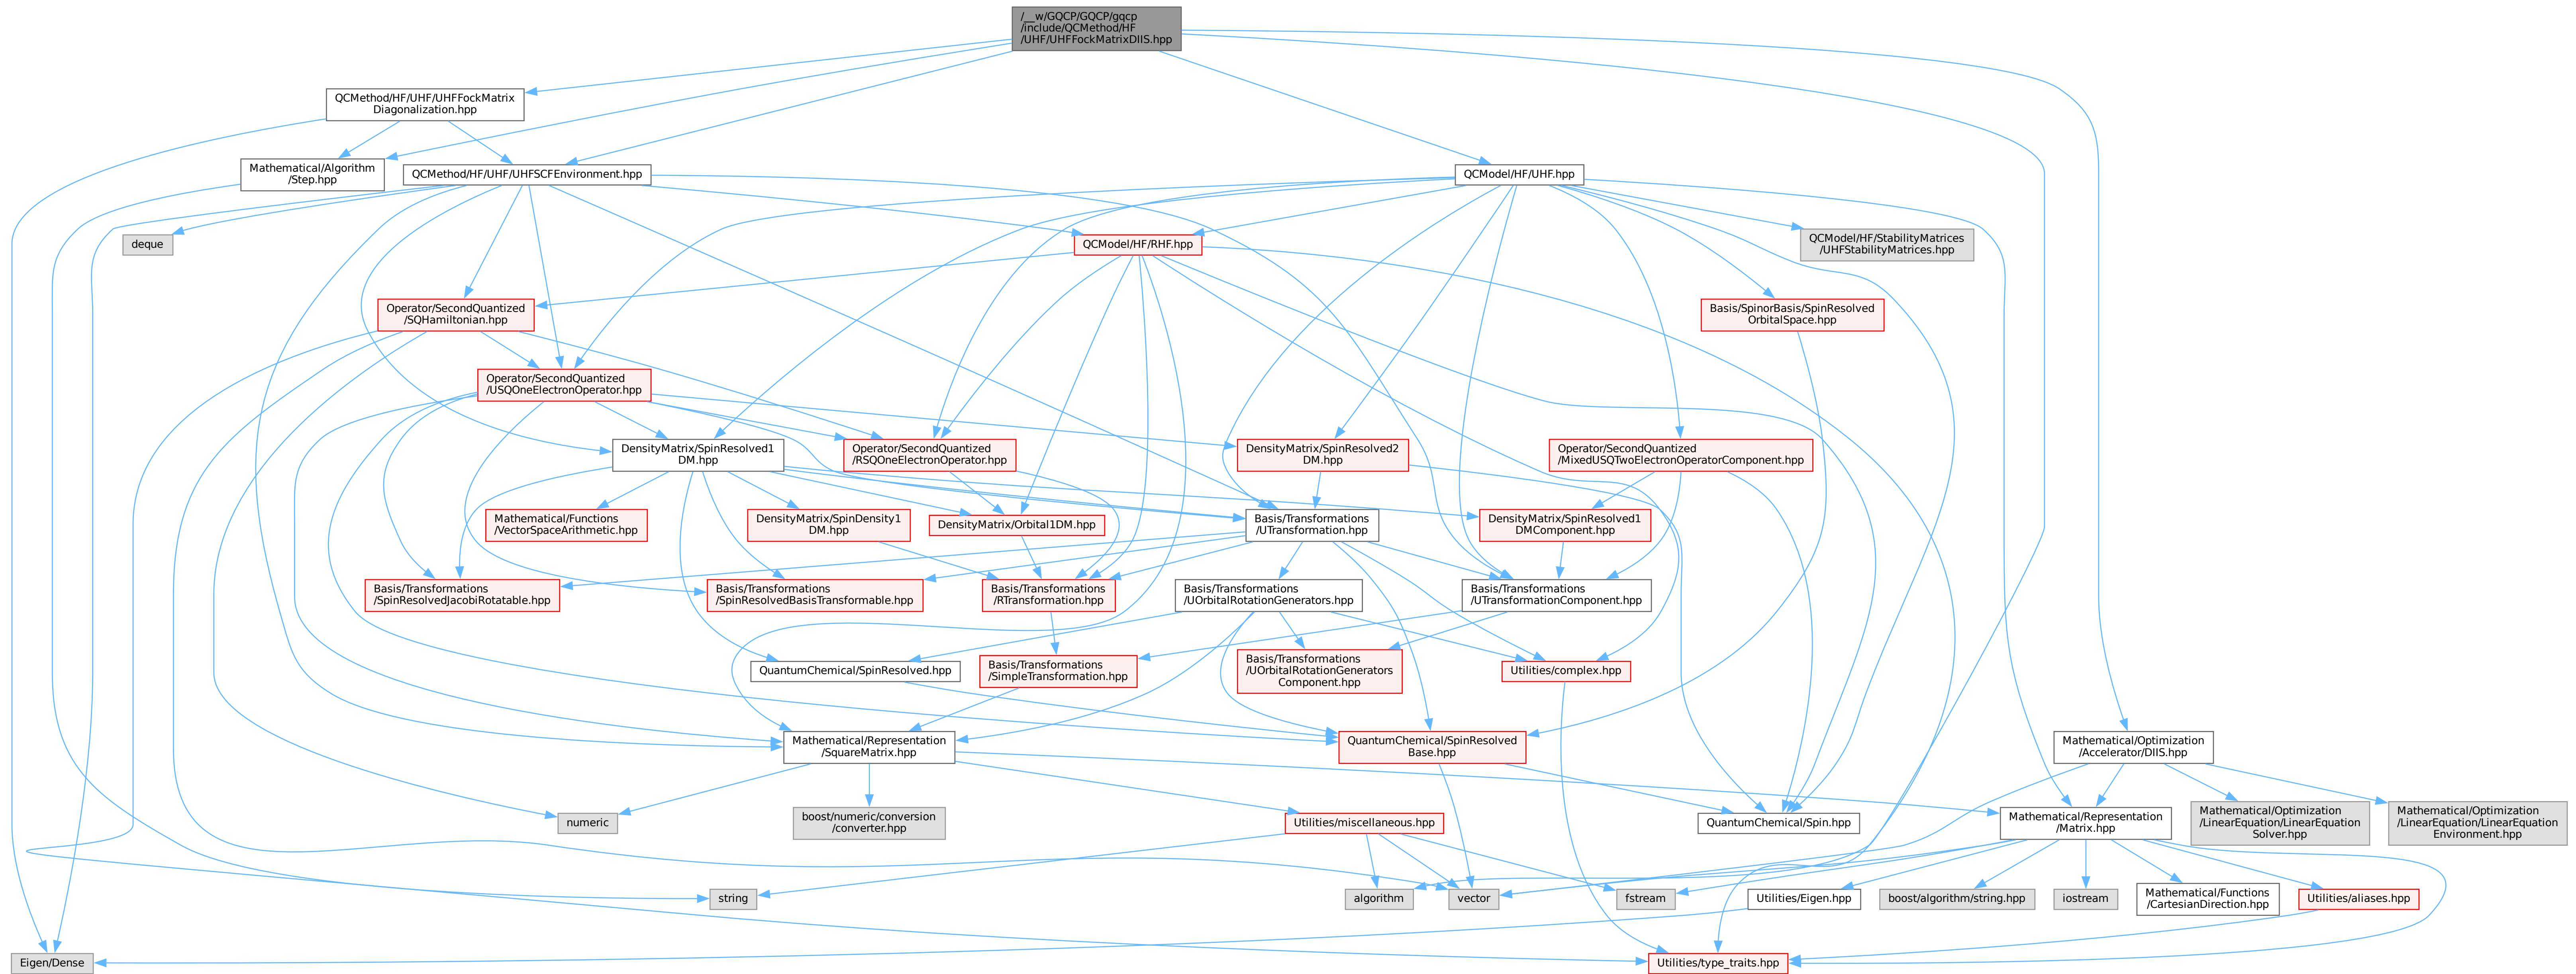 /__w/GQCP/GQCP/gqcp
/include/QCMethod/HF
/UHF/UHFFockMatrixDIIS.hpp
QCMethod/HF/UHF/UHFFockMatrix
Diagonalization.hpp
Mathematical/Algorithm
/Step.hpp
QCMethod/HF/UHF/UHFSCFEnvironment.hpp
QCModel/HF/UHF.hpp
deque
QCModel/HF/RHF.hpp
QCModel/HF/StabilityMatrices
/UHFStabilityMatrices.hpp
Operator/SecondQuantized
/SQHamiltonian.hpp
Basis/SpinorBasis/SpinResolved
OrbitalSpace.hpp
Operator/SecondQuantized
/USQOneElectronOperator.hpp
DensityMatrix/SpinResolved1
DM.hpp
Operator/SecondQuantized
/RSQOneElectronOperator.hpp
DensityMatrix/SpinResolved2
DM.hpp
Operator/SecondQuantized
/MixedUSQTwoElectronOperatorComponent.hpp
Mathematical/Functions
/VectorSpaceArithmetic.hpp
DensityMatrix/SpinDensity1
DM.hpp
DensityMatrix/Orbital1DM.hpp
Basis/Transformations
/UTransformation.hpp
DensityMatrix/SpinResolved1
DMComponent.hpp
Basis/Transformations
/SpinResolvedJacobiRotatable.hpp
Basis/Transformations
/SpinResolvedBasisTransformable.hpp
Basis/Transformations
/RTransformation.hpp
Basis/Transformations
/UOrbitalRotationGenerators.hpp
Basis/Transformations
/UTransformationComponent.hpp
QuantumChemical/SpinResolved.hpp
Basis/Transformations
/SimpleTransformation.hpp
Basis/Transformations
/UOrbitalRotationGenerators
Component.hpp
Utilities/complex.hpp
Mathematical/Representation
/SquareMatrix.hpp
QuantumChemical/SpinResolved
Base.hpp
Mathematical/Optimization
/Accelerator/DIIS.hpp
numeric
boost/numeric/conversion
/converter.hpp
Utilities/miscellaneous.hpp
QuantumChemical/Spin.hpp
Mathematical/Representation
/Matrix.hpp
Mathematical/Optimization
/LinearEquation/LinearEquation
Solver.hpp
Mathematical/Optimization
/LinearEquation/LinearEquation
Environment.hpp
string
algorithm
vector
fstream
Utilities/Eigen.hpp
boost/algorithm/string.hpp
iostream
Mathematical/Functions
/CartesianDirection.hpp
Utilities/aliases.hpp
Eigen/Dense
Utilities/type_traits.hpp